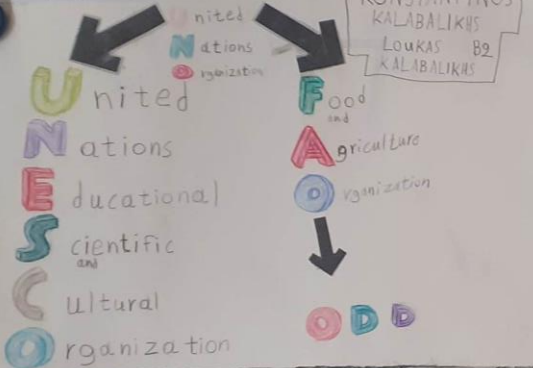 United
Nations
Organization
KONSTANTINOS
KALABALIKHS
LOUKAS B2
KALABALIKHS
United
Nations
Educational
Scientific
and
Cultural
Organization
Food
and
Agriculture
Organization
ODD